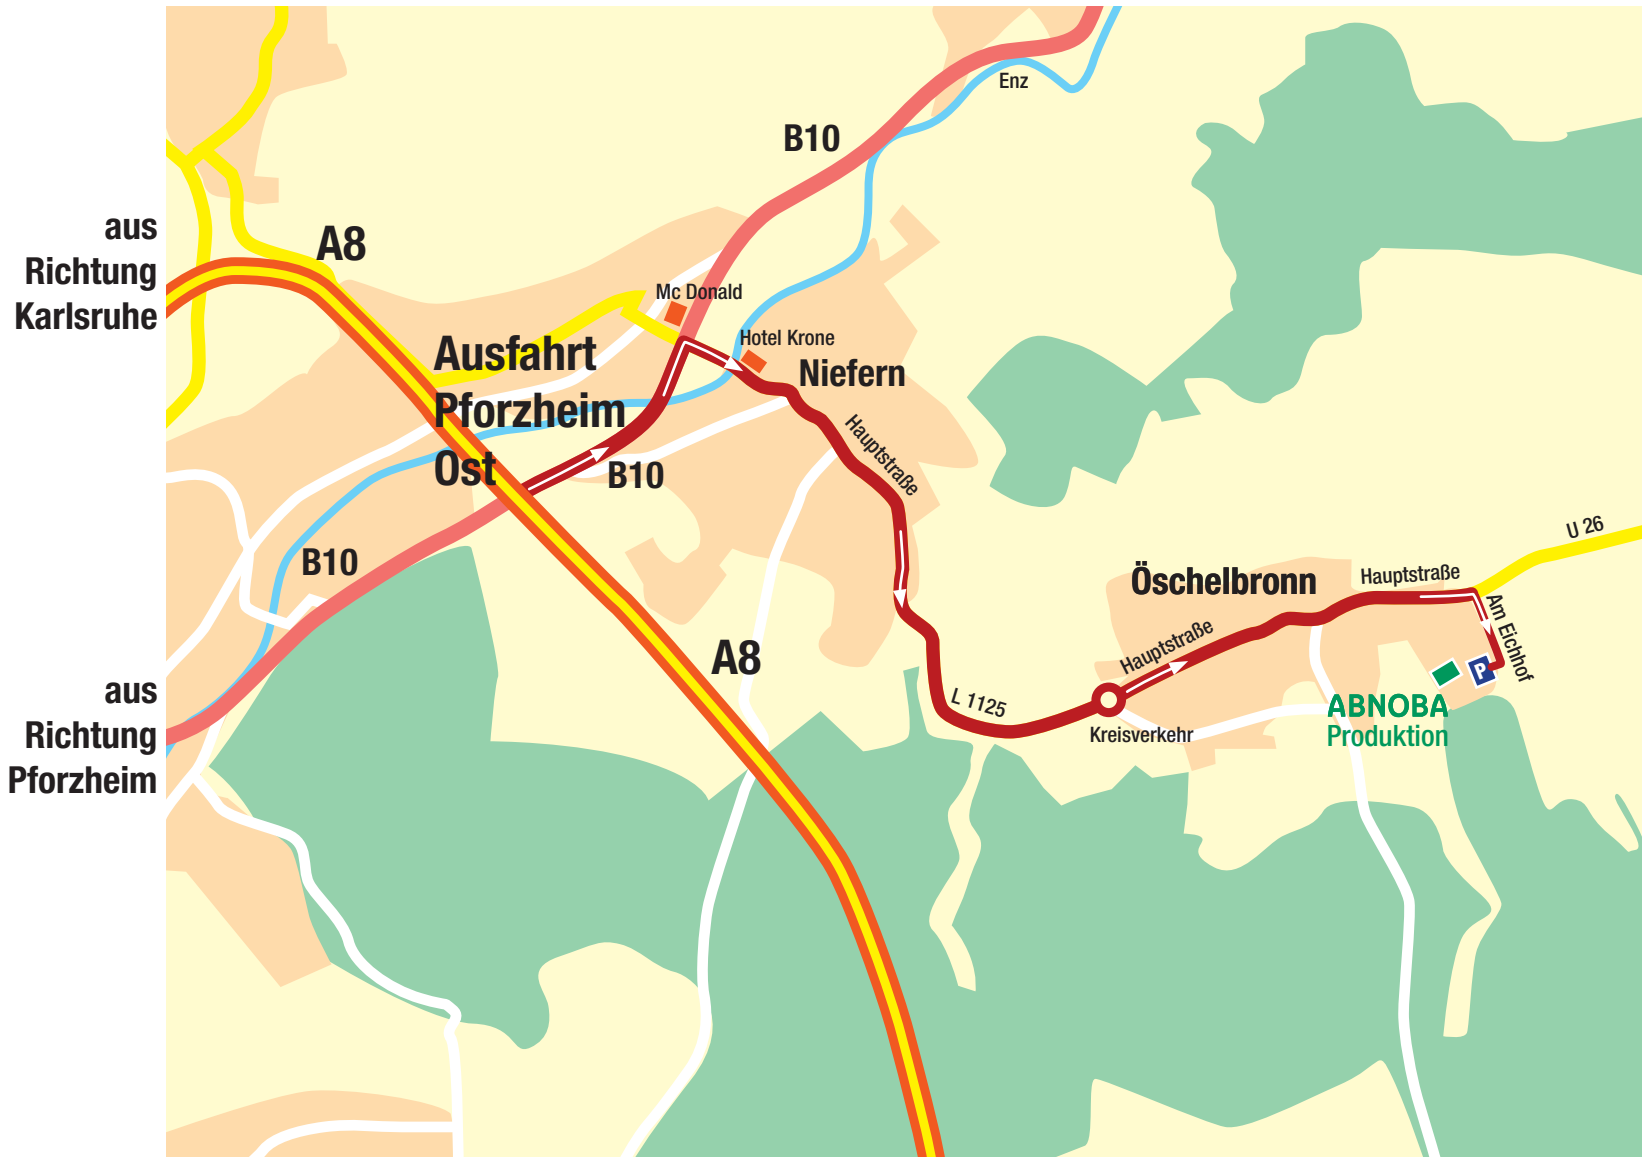 B10
Enz
aus
Richtung
Karlsruhe
A8
Mc Donald
Hotel Krone
Niefern
Ausfahrt
Pforzheim
Ost
B10
Hauptstraße
B10
U 26
Öschelbronn
Hauptstraße
Am Eichhof
Hauptstraße
P
A8
aus
Richtung
Pforzheim
L 1125
Kreisverkehr
ABNOBA
Produktion